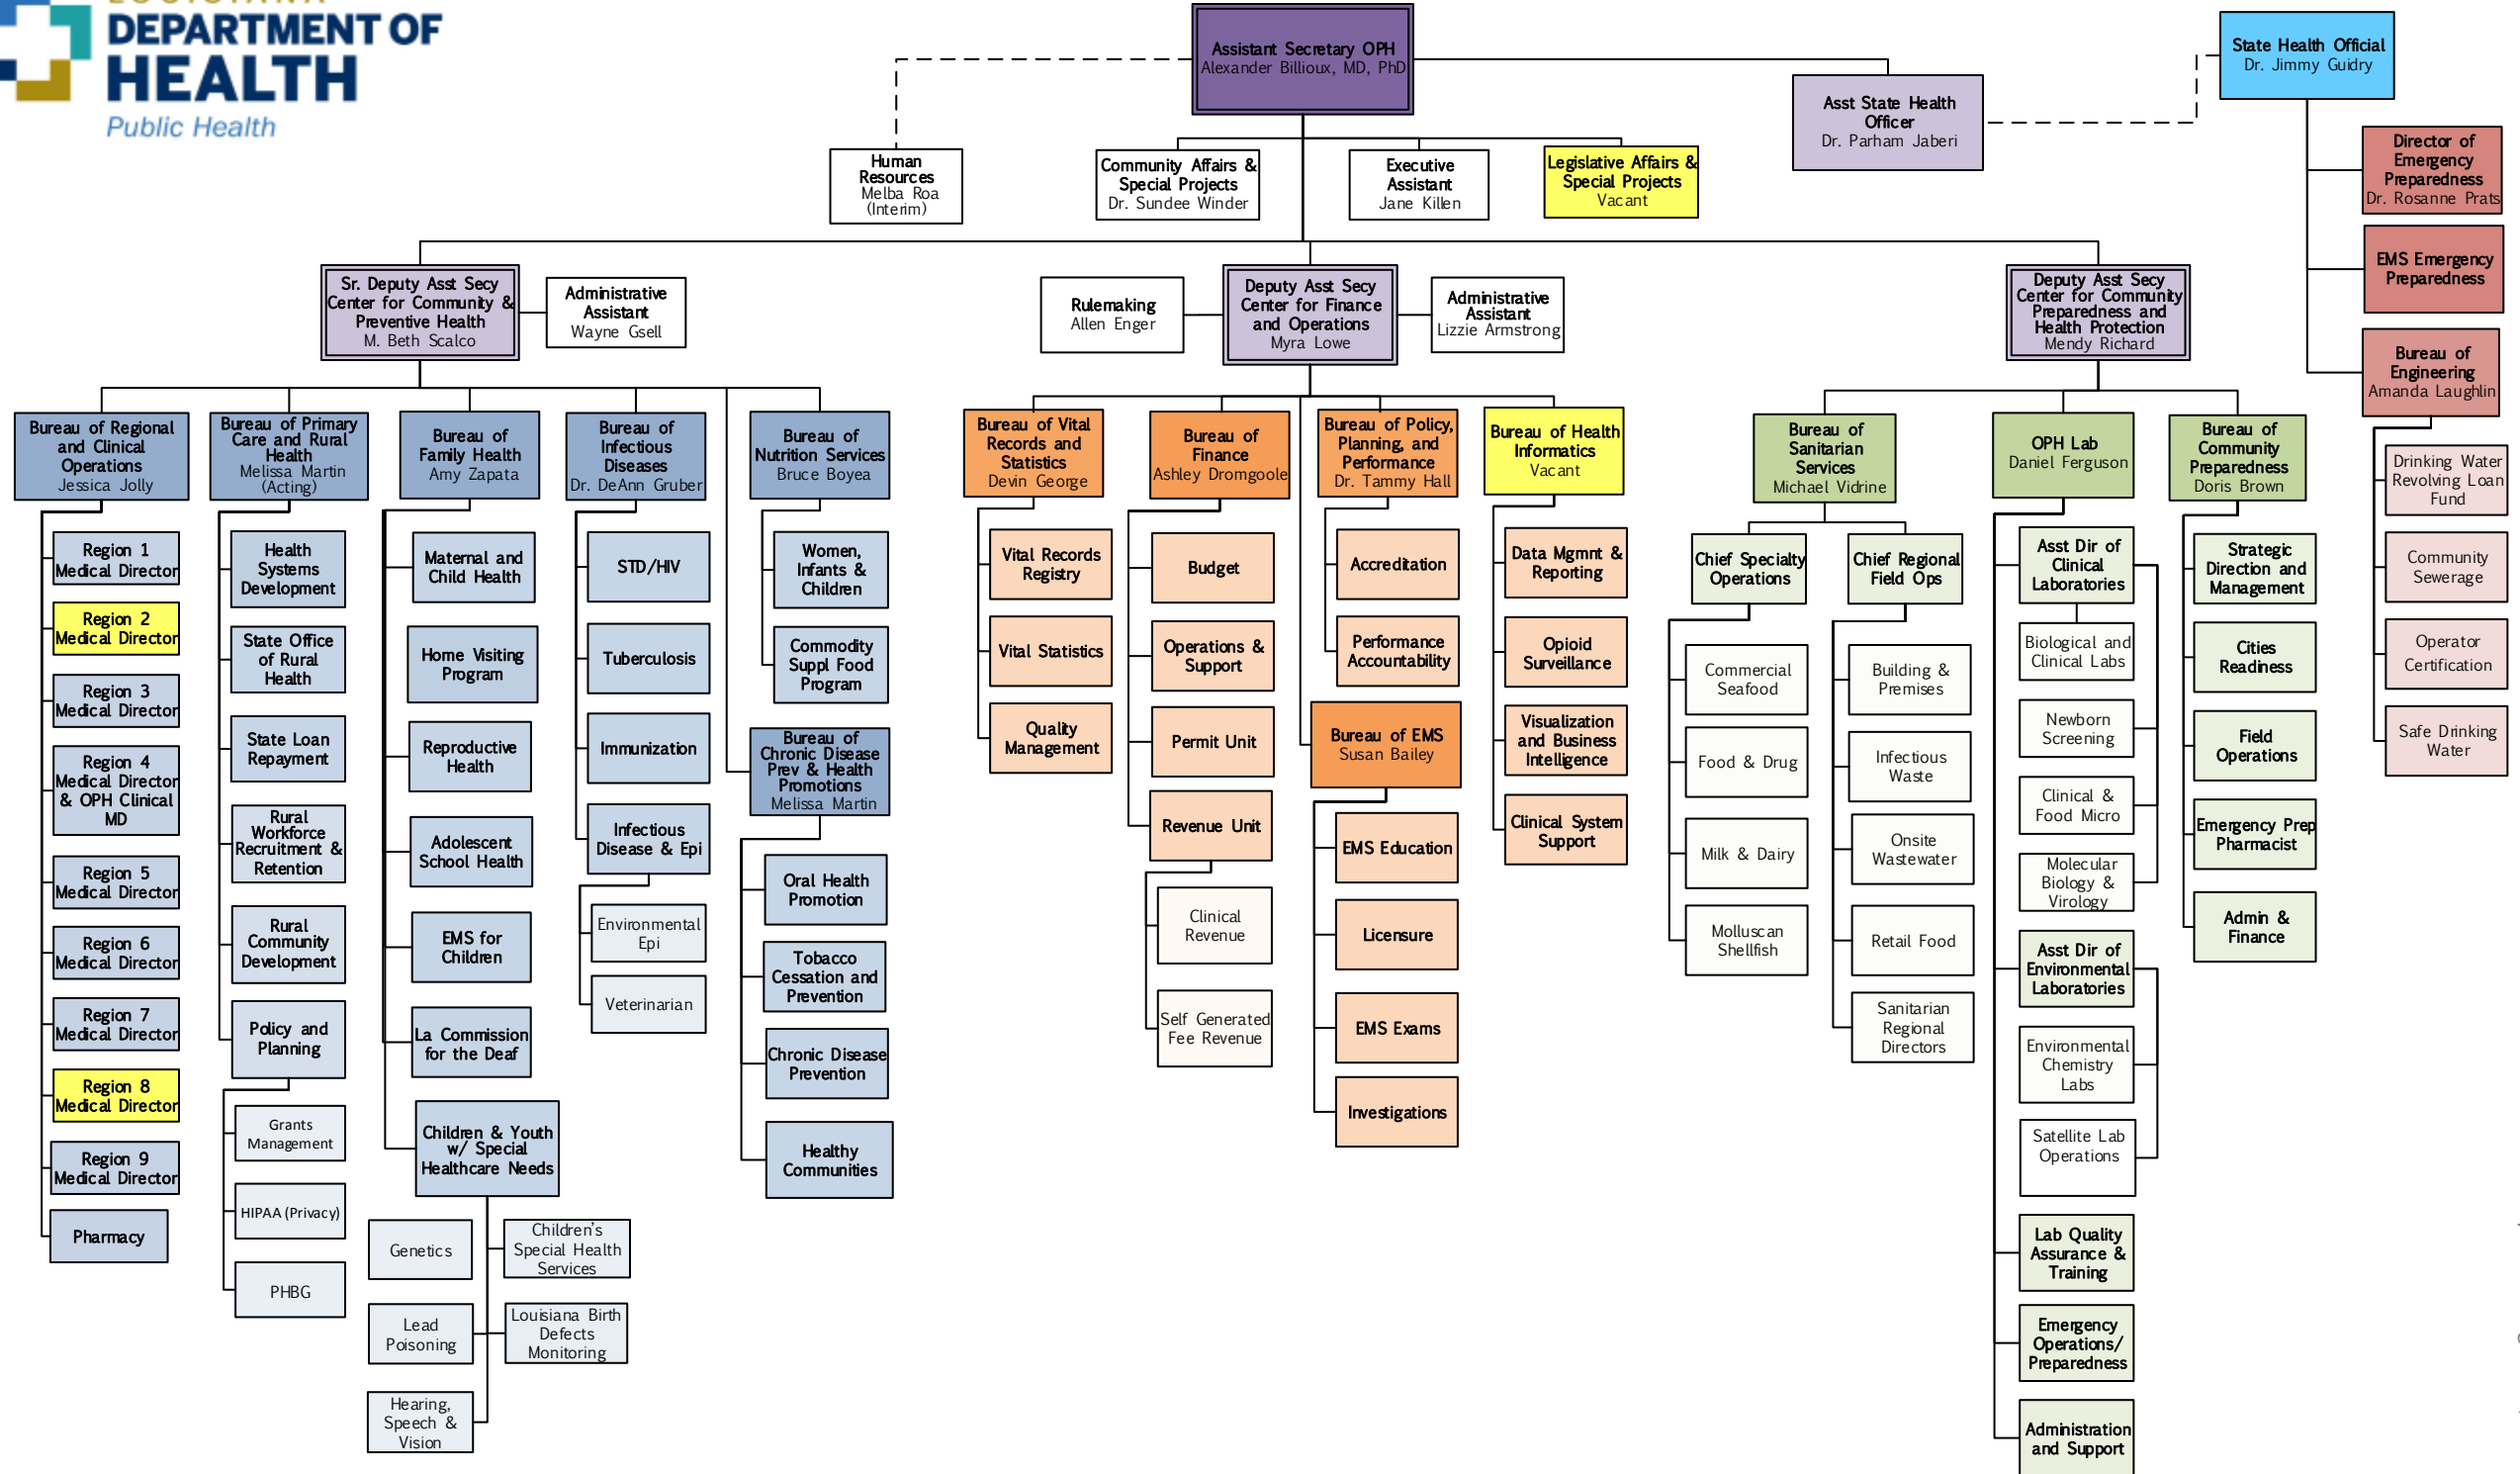 LOUISIANA
DEPARTMENT OF
HEALTH
Public Health
Assistant Secretary OPH
Alexander Billioux, MD, PhD
State Health Official
Dr. Jimmy Guidry
Asst State Health
Officer
Dr. Parham Jaberi
Human
Resources
Melba Roa
(Interim)
Community Affairs &
Special Projects
Dr. Sundee Winder
Executive
Assistant
Jane Killen
Legislative Affairs &
Special Projects
Vacant
Director of
Emergency
Preparedness
Dr. Rosanne Prats
EMS Emergency
Preparedness
Bureau of
Engineering
Amanda Laughlin
Drinking Water
Revolving Loan
Fund
Community
Sewerage
Operator
Certification
Safe Drinking
Water
Sr. Deputy Asst Secy
Center for Community &
Preventive Health
M. Beth Scalco
Administrative
Assistant
Wayne Gsell
Rulemaking
Allen Enger
Deputy Asst Secy
Center for Finance
and Operations
Myra Lowe
Administrative
Assistant
Lizzie Armstrong
Deputy Asst Secy
Center for Community
Preparedness and
Health Protection
Mendy Richard
Bureau of Regional
and Clinical
Operations
Jessica Jolly
Region 1
Medical Director
Region 2
Medical Director
Region 3
Medical Director
Region 4
Medical Director
& OPH Clinical
MD
Region 5
Medical Director
Region 6
Medical Director
Region 7
Medical Director
Region 8
Medical Director
Region 9
Medical Director
Pharmacy
Bureau of Primary
Care and Rural
Health
Melissa Martin
(Acting)
Health
Systems
Development
State Office
of Rural
Health
State Loan
Repayment
Rural
Workforce
Recruitment &
Retention
Rural
Community
Development
Policy and
Planning
Grants
Management
HIPAA (Privacy)
PHBG
Bureau of
Family Health
Amy Zapata
Maternal and
Child Health
Home Visiting
Program
Reproductive
Health
Adolescent
School Health
EMS for
Children
La Commission
for the Deaf
Children & Youth
w/ Special
Healthcare Needs
Genetics
Children's
Special Health
Services
Lead
Poisoning
Louisiana Birth
Defects
Monitoring
Hearing,
Speech &
Vision
Bureau of
Infectious
Diseases
Dr. DeAnn Gruber
STD/HIV
Tuberculosis
Immunization
Infectious
Disease & Epi
Environmental
Epi
Veterinarian
Bureau of
Nutrition Services
Bruce Boyea
Women,
Infants &
Children
Commodity
Suppl Food
Program
Bureau of
Chronic Disease
Prev & Health
Promotions
Melissa Martin
Oral Health
Promotion
Tobacco
Cessation and
Prevention
Chronic Disease
Prevention
Healthy
Communities
Bureau of Vital
Records and
Statistics
Devin George
Vital Records
Registry
Vital Statistics
Quality
Management
Bureau of
Finance
Ashley Dromgoole
Budget
Operations &
Support
Permit Unit
Revenue Unit
Clinical
Revenue
Self Generated
Fee Revenue
Bureau of Policy,
Planning, and
Performance
Dr. Tammy Hall
Accreditation
Performance
Accountability
Bureau of EMS
Susan Bailey
EMS Education
Licensure
EMS Exams
Investigations
Bureau of Health
Informatics
Vacant
Data Mgmnt &
Reporting
Opioid
Surveillance
Visualization
and Business
Intelligence
Clinical System
Support
Bureau of
Sanitarian
Services
Michael Vidrine
Chief Specialty
Operations
Commercial
Seafood
Food & Drug
Milk & Dairy
Molluscan
Shellfish
Chief Regional
Field Ops
Building &
Premises
Infectious
Waste
Onsite
Wastewater
Retail Food
Sanitarian
Regional
Directors
OPH Lab
Daniel Ferguson
Asst Dir of
Clinical
Laboratories
Biological and
Clinical Labs
Newborn
Screening
Clinical &
Food Micro
Molecular
Biology &
Virology
Asst Dir of
Environmental
Laboratories
Environmental
Chemistry
Labs
Satellite Lab
Operations
Lab Quality
Assurance &
Training
Emergency
Operations/
Preparedness
Administration
and Support
Bureau of
Community
Preparedness
Doris Brown
Strategic
Direction and
Management
Cities
Readiness
Field
Operations
Emergency Prep
Pharmacist
Admin &
Finance